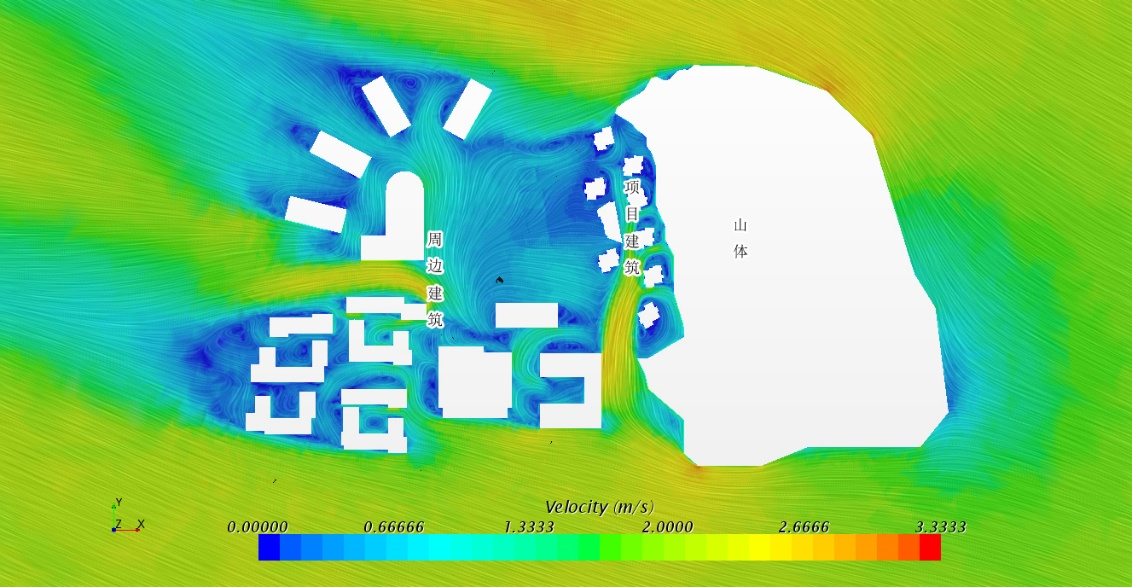 项
目
建
筑
山
体
周
边
建
筑
Y
Z X
Velocity (m/s)
0.00000 0.66666 1.3333 2.0000 2.6666 3.3333